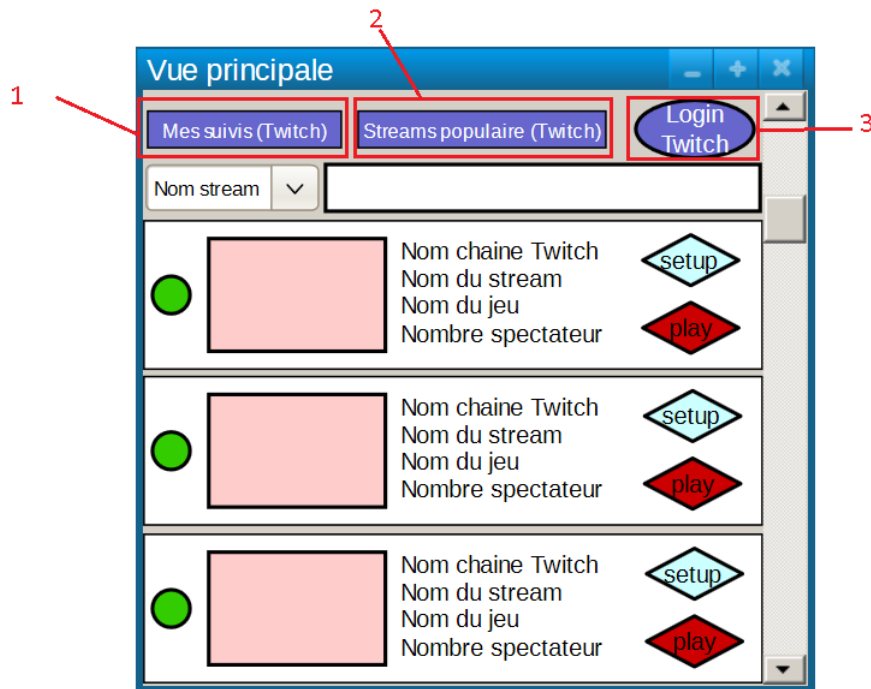 2
Vue principale
1
Mes suivis (Twitch)
Streams populaire (Twitch)
Login
Twitch
3
Nom stream
Nom chaine Twitch
Nom du stream
Nom du jeu
Nombre spectateur
setup
play
Nom chaine Twitch
Nom du stream
Nom du jeu
Nombre spectateur
setup
play
Nom chaine Twitch
Nom du stream
Nom du jeu
Nombre spectateur
setup
play